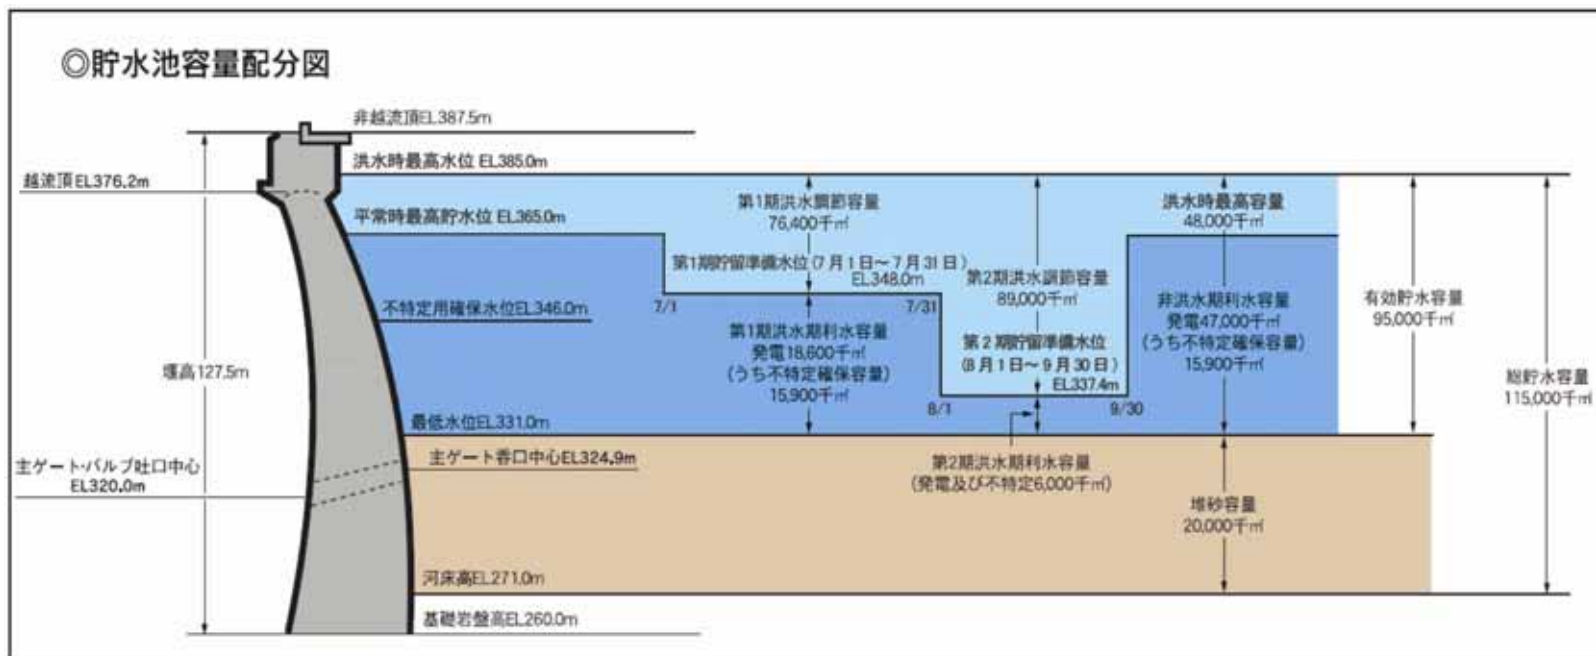 ◎貯水池容量配分図
非越流頂EL387.5m
洪水時最高水位 EL385.0m
越流頂EL376.2m
平常時最高貯水位 EL365.0m
第1期洪水調節容量
76,400千㎥
洪水時最高容量
48,000千㎥
第1期貯留準備水位(7月1日～7月31日)
EL348.0m
第2期洪水調節容量
89,000千㎥
不特定用確保水位EL346.0m
7/1
7/31
非洪水期利水容量
発電47,000千㎥
(うち不特定確保容量)
15,900千㎥
有効貯水容量
95,000千㎥
第1期洪水期利水容量
発電18,600千㎥
(うち不特定確保容量)
15,900千㎥
第2期貯留準備水位
(8月1日～9月30日)
EL337.4m
堰高127.5m
総貯水容量
115,000千㎥
8/1
9/30
最低水位EL331.0m
主ゲート呑口中心EL324.9m
主ゲート・バルブ吐口中心
EL320.0m
第2期洪水期利水容量
(発電及び不特定6,000千㎥)
堆砂容量
20,000千㎥
河床高EL271.0m
基礎岩盤高EL260.0m